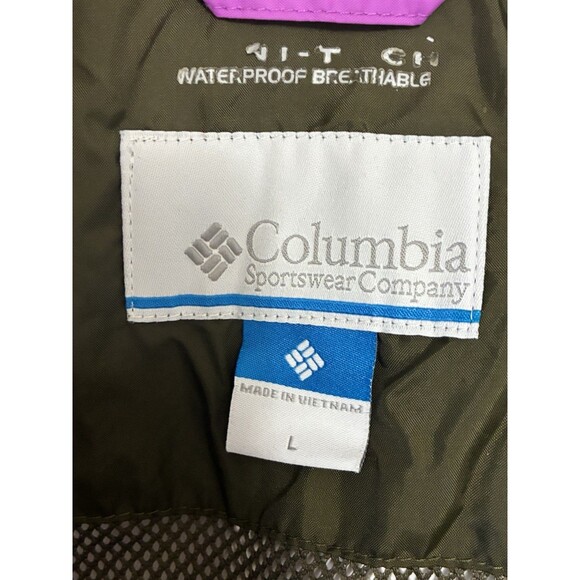 WATERPROOF BREATHABLE
Columbia
Sportswear Company
MADE IN VIETNAM
L